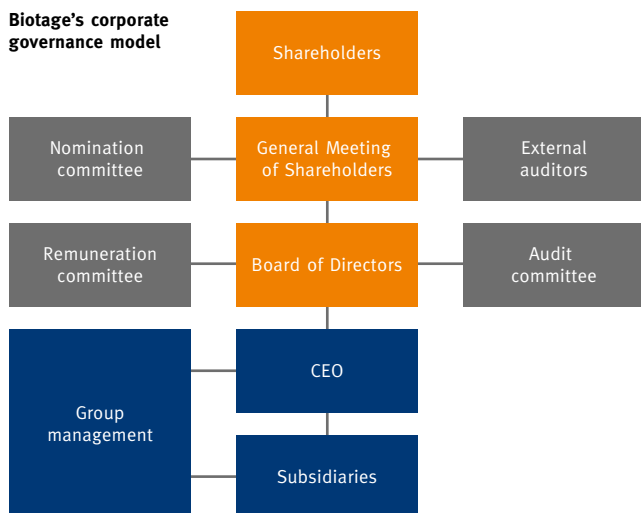 Biotage's corporate
governance model
Shareholders
Nomination
committee
General Meeting
of Shareholders
External
auditors
Remuneration
committee
Board of Directors
Audit
committee
Group
management
CEO
Subsidiaries